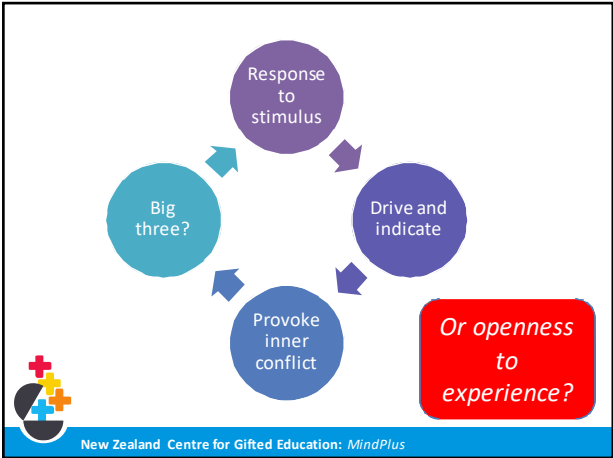 Response
to
stimulus
Big
three?
Drive and
indicate
Provoke
inner
conflict
Or openness
to
experience?
New Zealand Centre for Gifted Education: MindPlus